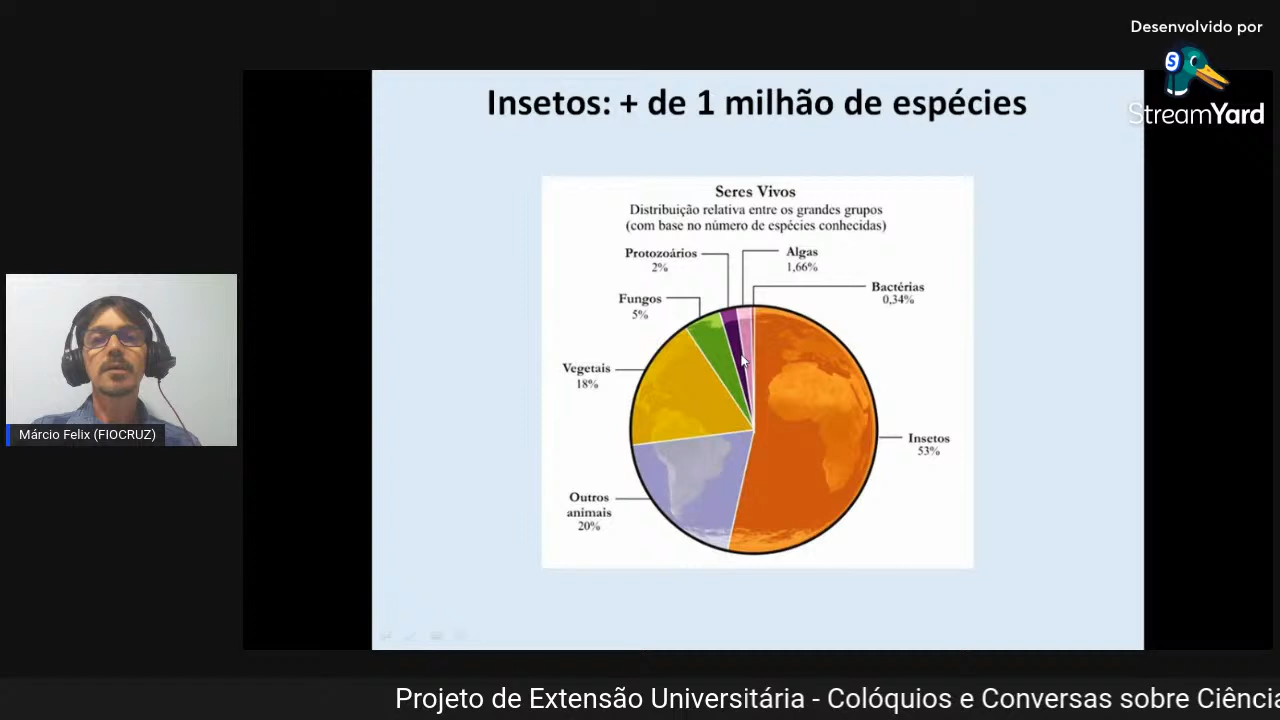 Desenvolvido por
StreamYard
Insetos: + de 1 milhão de espécies
Seres Vivos
Distribuição relativa entre os grandes grupos
(com base no número de espécies conhecidas)
Protozoários
2%
Algas
1,66%
Bactérias
0,34%
Fungos
5%
Vegetais
18%
Insetos
53%
Outros
animais
20%
Márcio Felix (FIOCRUZ)
Projeto de Extensão Universitária - Colóquios e Conversas sobre Ciência